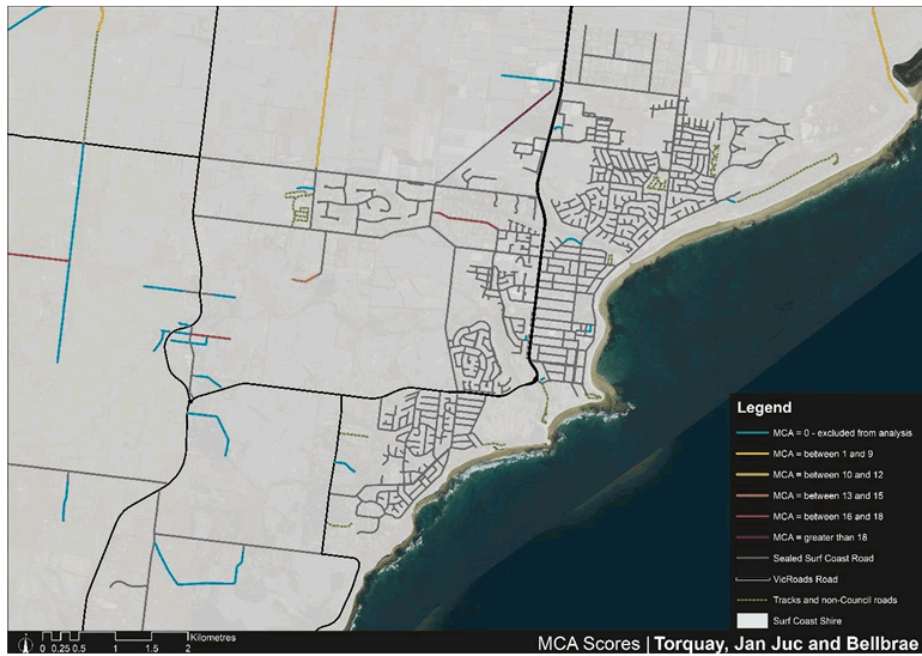 Legend
MCA = 0 - excluded from analysis
MCA = between 1 and 9
MCA = between 10 and 12
MCA = between 13 and 15
MCA = between 16 and 18
MCA = greater than 18
Sealed Surf Coast Road
VicRoads Road
Tracks and non-Council roads
Surf Coast Shire
Kilometres
0 0.25 0.5 1 1.5 2
MCA Scores | Torquay, Jan Juc and Bellbrae